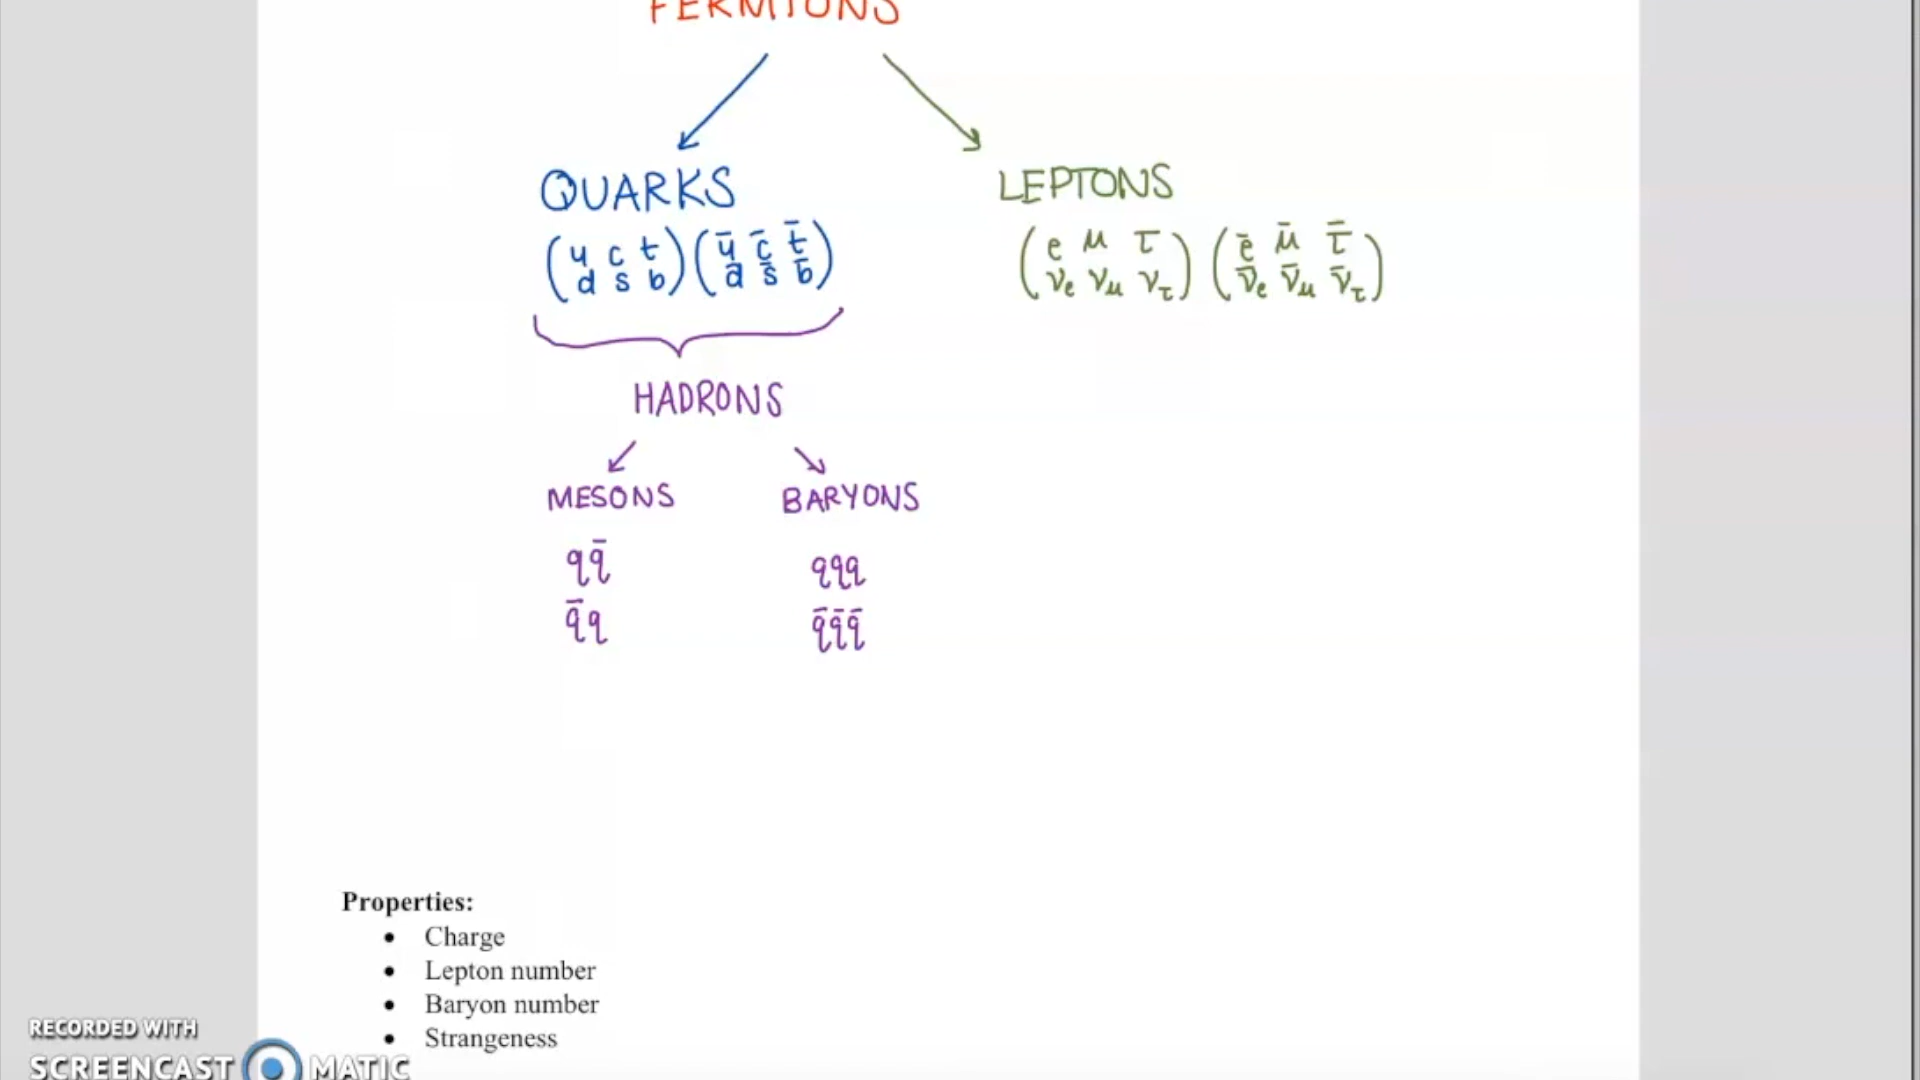 FERMIONS
QUARKS
LEPTONS
(u c t) (ū c̄ t̄)
(d s b) (d̄ s̄ b̄)
(e μ τ) (ē μ̄ τ̄)
(νe νμ ντ) (ν̄e ν̄μ ν̄τ)
HADRONS
MESONS
BARYONS
qq̄
qqq
q̄q
q̄q̄q̄
Properties:
• Charge
• Lepton number
• Baryon number
• Strangeness
RECORDED WITH
SCREENCAST MATIC